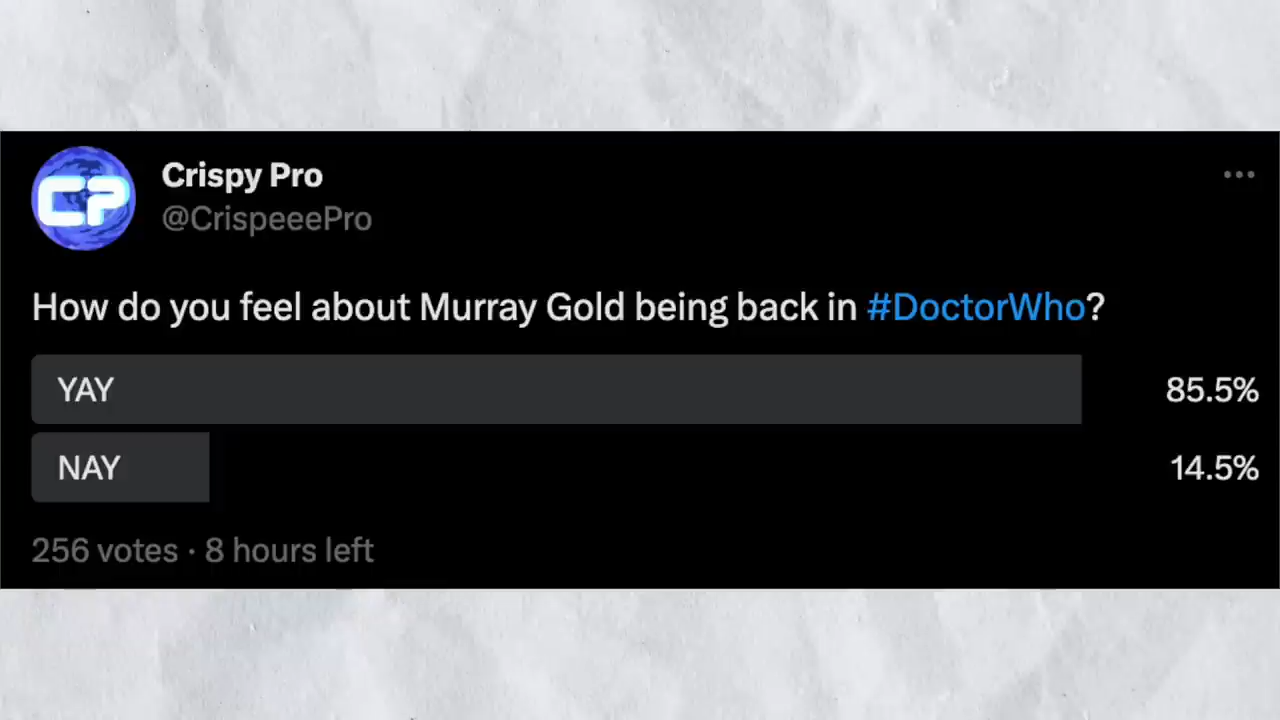 CP
Crispy Pro
@CrispeeePro
How do you feel about Murray Gold being back in #DoctorWho?
YAY 85.5%
NAY 14.5%
256 votes · 8 hours left